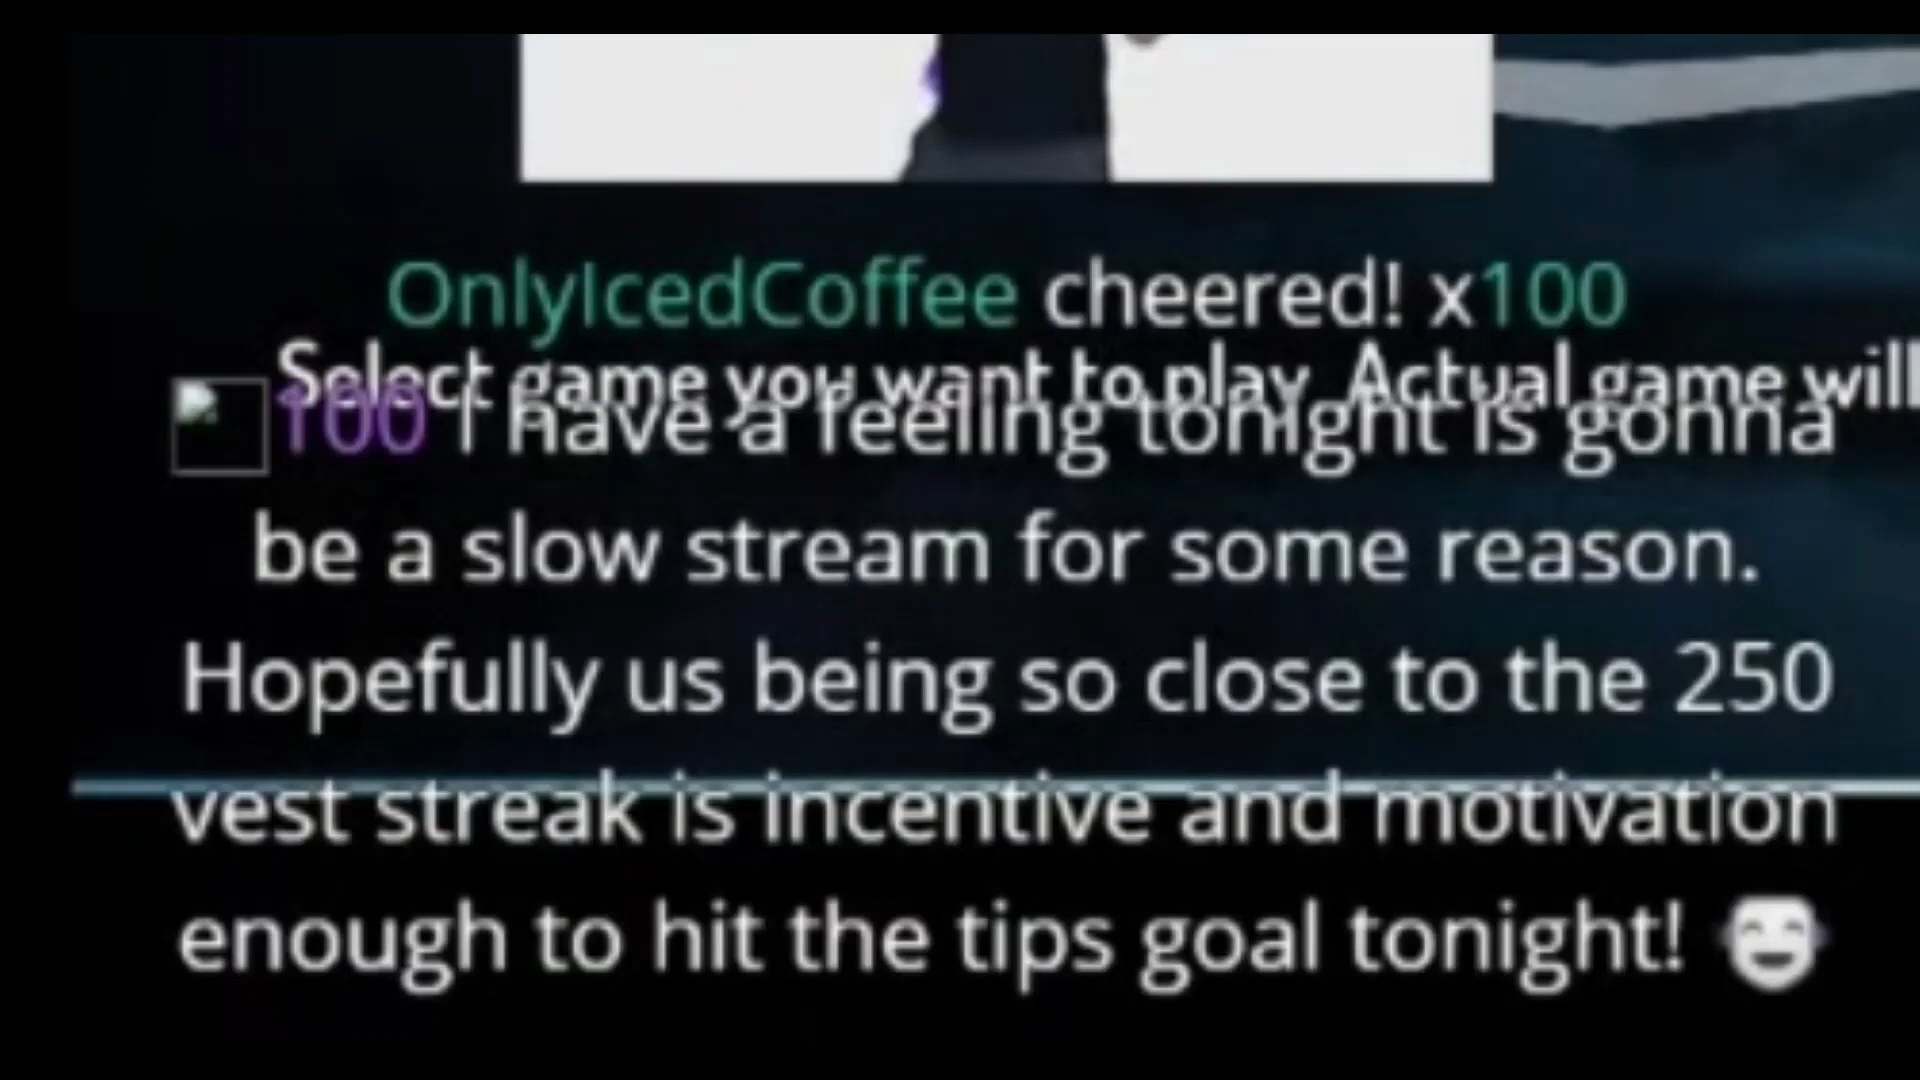 OnlyIcedCoffee cheered! x100
Select game you want to play. Actual game will
100 I have a feeling tonight is gonna
be a slow stream for some reason.
Hopefully us being so close to the 250
vest streak is incentive and motivation
enough to hit the tips goal tonight!